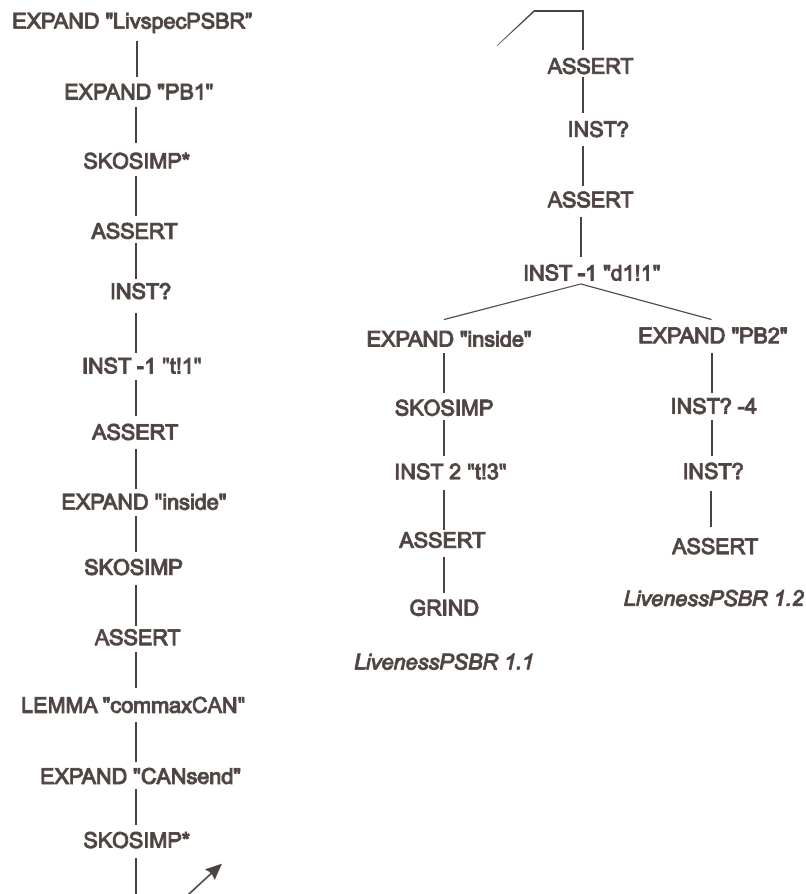 EXPAND "LivspecPSBR"
EXPAND "PB1"
SKOSIMP*
ASSERT
INST?
INST -1 "t!1"
ASSERT
EXPAND "inside"
SKOSIMP
ASSERT
LEMMA "commaxCAN"
EXPAND "CANsend"
SKOSIMP*
ASSERT
INST?
ASSERT
INST -1 "d1!1"
EXPAND "inside"
SKOSIMP
INST 2 "t!3"
ASSERT
GRIND
LivenessPSBR 1.1
EXPAND "PB2"
INST? -4
INST?
ASSERT
LivenessPSBR 1.2